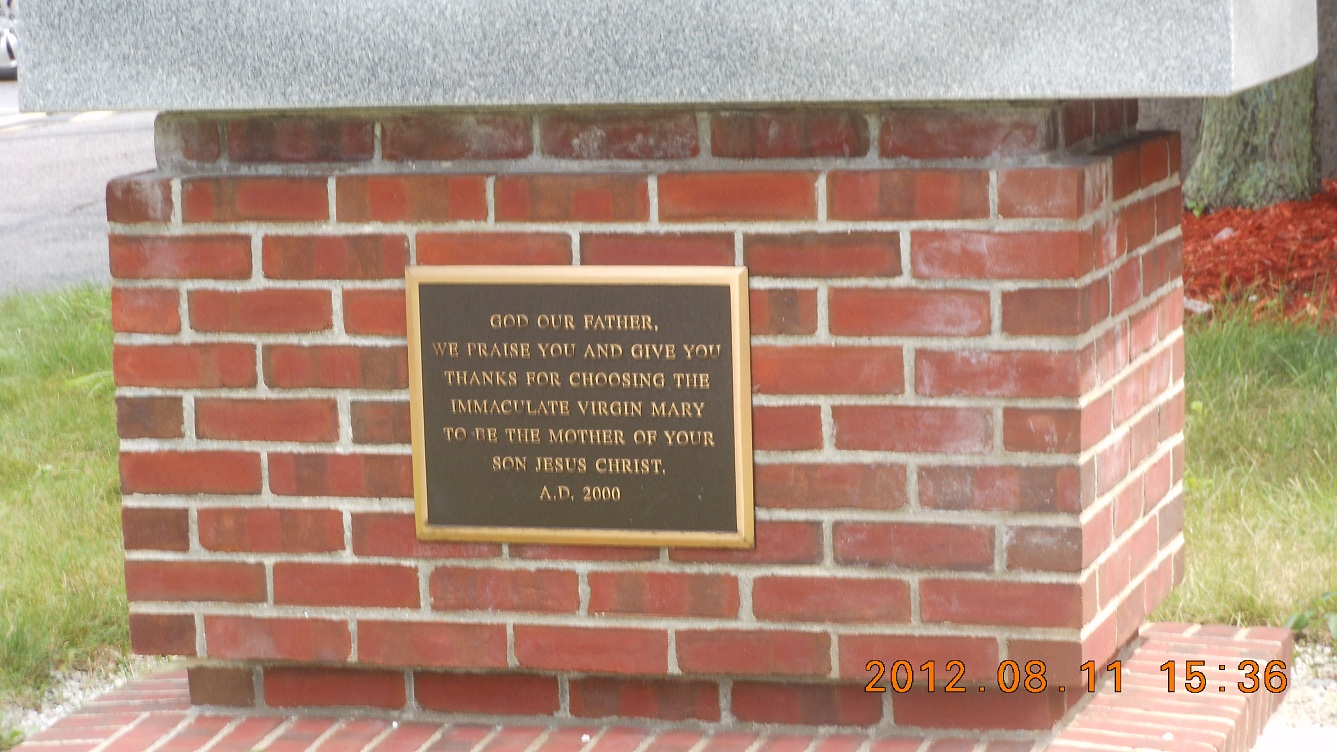 GOD OUR FATHER,
WE PRAISE YOU AND GIVE YOU
THANKS FOR CHOOSING THE
IMMACULATE VIRGIN MARY
TO BE THE MOTHER OF YOUR
SON JESUS CHRIST.
A.D. 2000
2012.08.11 15:36